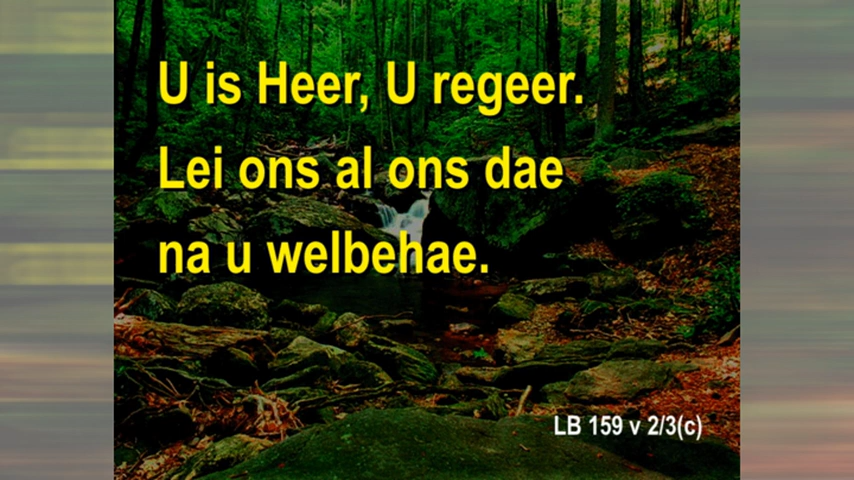 U is Heer, U regeer.
Lei ons al ons dae
na u welbehae.
LB 159 v 2/3(c)